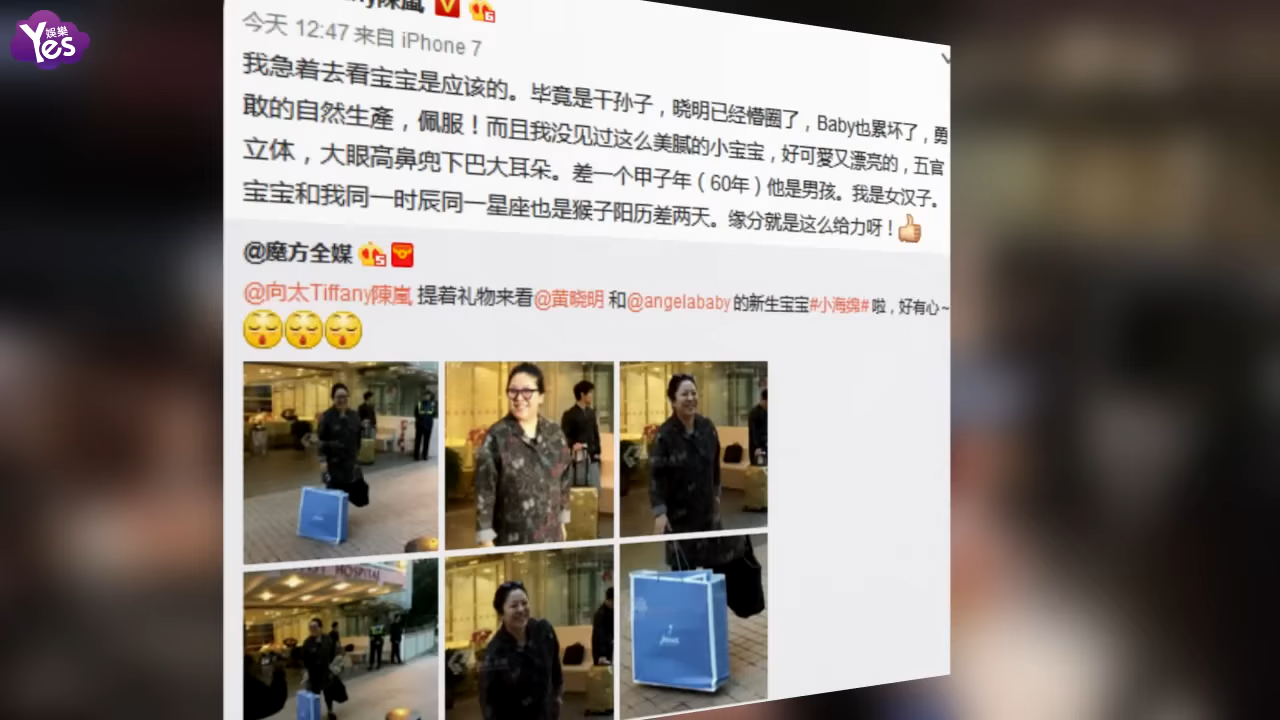 娛樂
Yes
陳嵐
今天 12:47 来自 iPhone 7
我急着去看宝宝是应该的。毕竟是干孙子，晓明已经懵圈了，Baby也累坏了，勇
敢的自然生產，佩服！而且我没见过这么美腻的小宝宝，好可愛又漂亮的，五官
立体，大眼高鼻兜下巴大耳朵。差一个甲子年（60年）他是男孩。我是女汉子。
宝宝和我同一时辰同一星座也是猴子阳历差两天。缘分就是这么给力呀！
@魔方全媒
@向太Tiffany陳嵐 提着礼物来看@黄晓明 和@angelababy 的新生宝宝#小海绵# 啦，好有心~
HOSPITAL